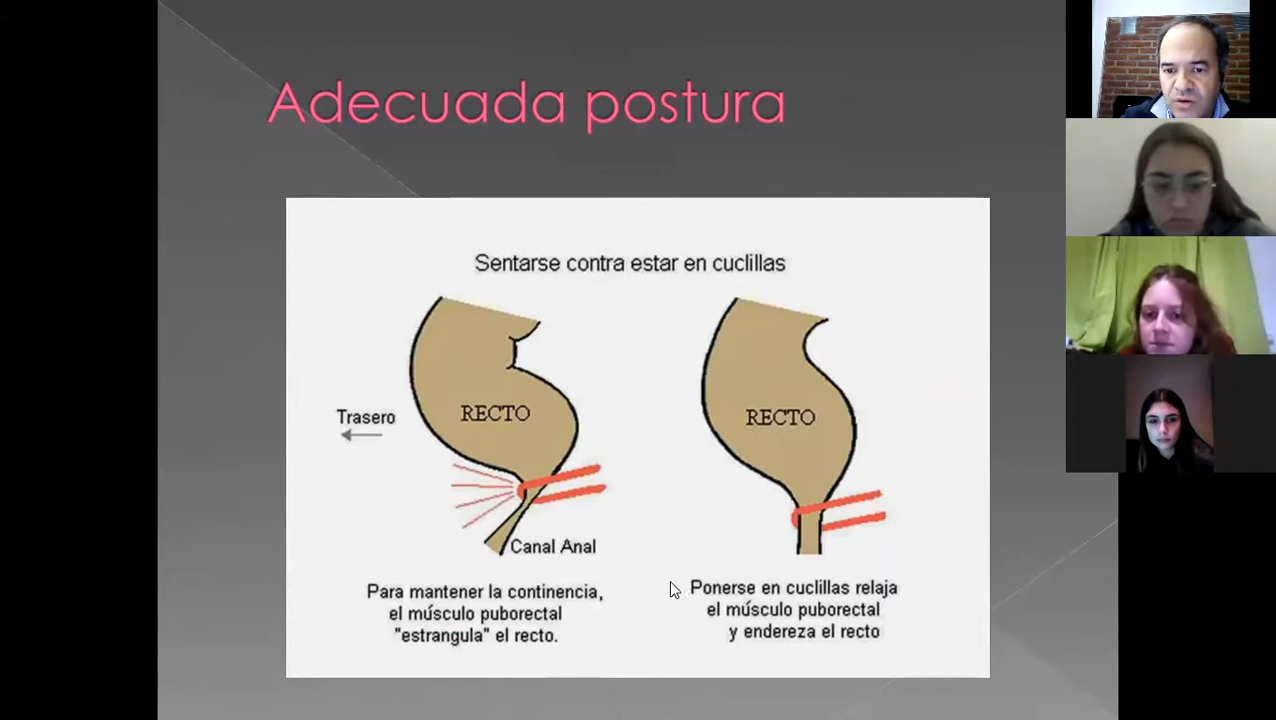 Adecuada postura
Sentarse contra estar en cuclillas
Trasero
RECTO
RECTO
Canal Anal
Para mantener la continencia,
el músculo puborectal
"estrangula" el recto.
Ponerse en cuclillas relaja
el músculo puborectal
y endereza el recto